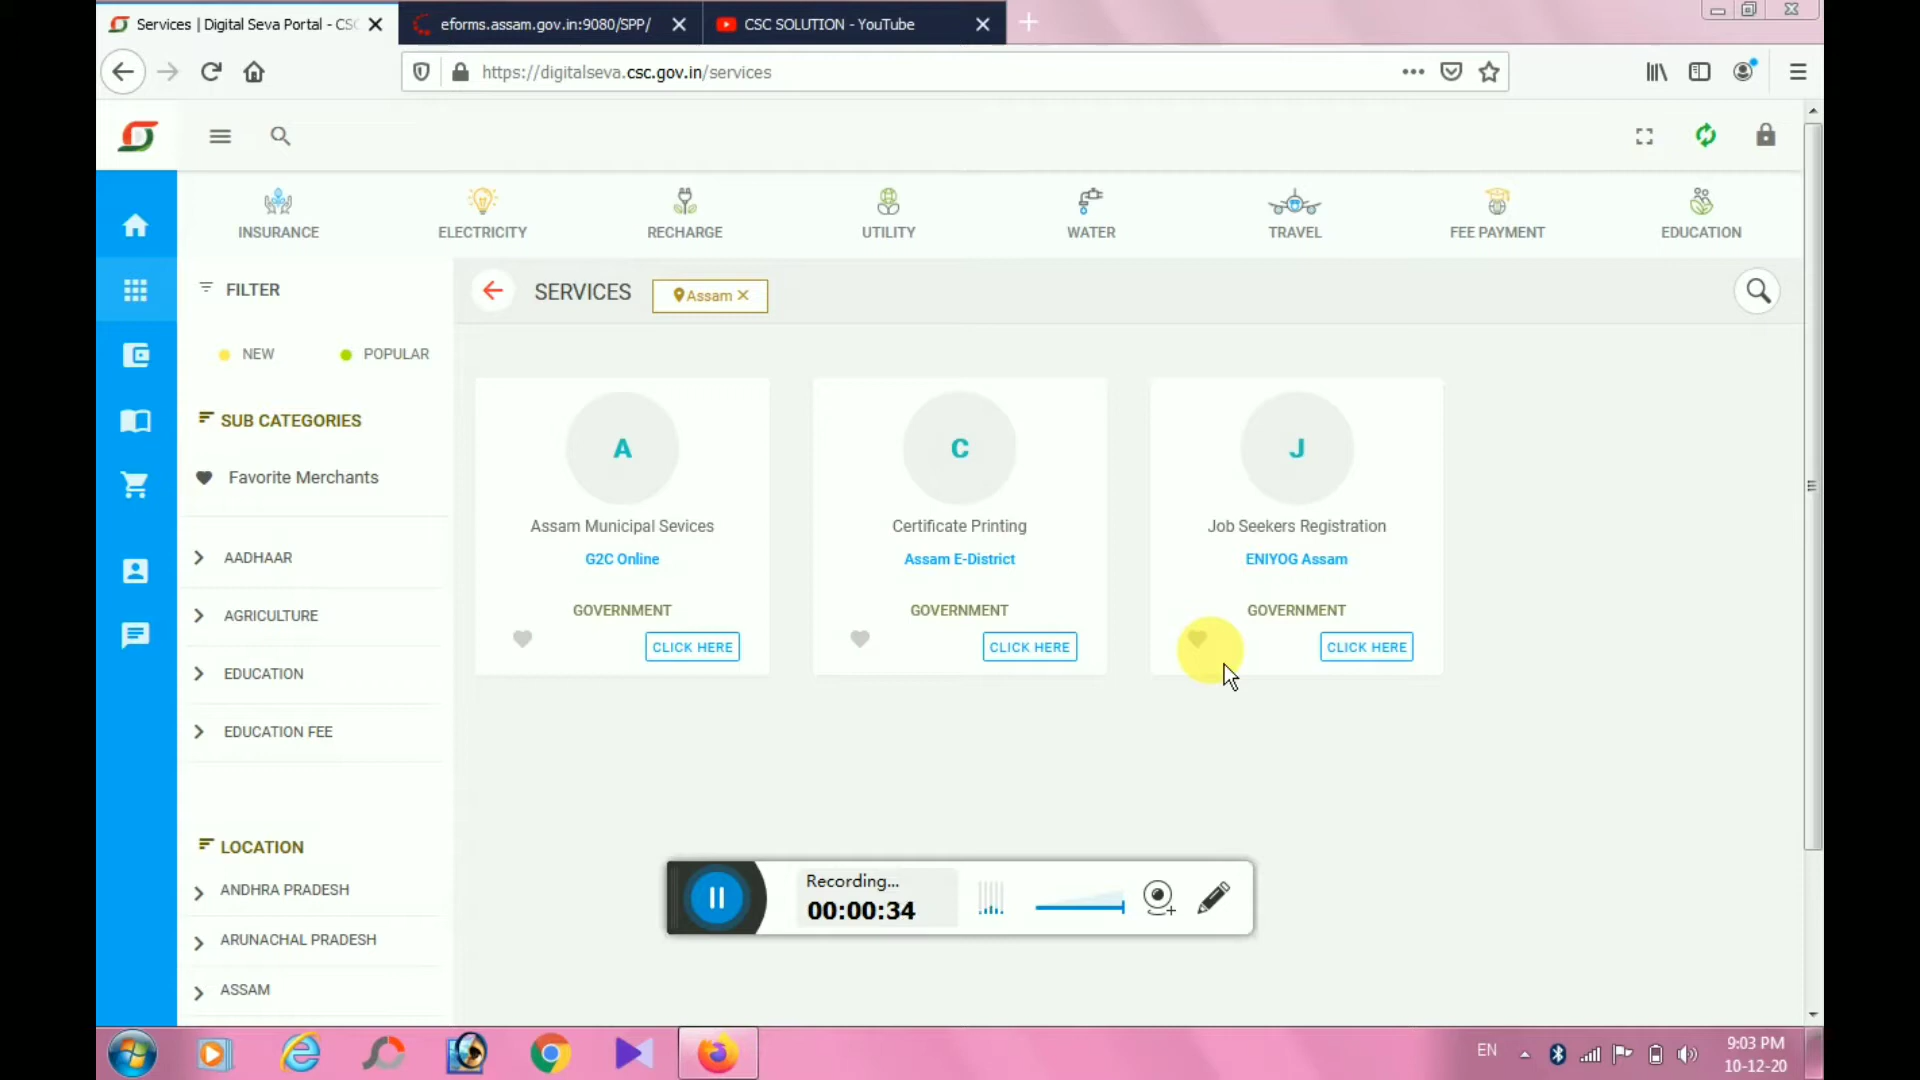 Services | Digital Seva Portal - CSC
eforms.assam.gov.in:9080/SPP/
CSC SOLUTION - YouTube
https://digitalseva.csc.gov.in/services
INSURANCE
ELECTRICITY
RECHARGE
UTILITY
WATER
TRAVEL
FEE PAYMENT
EDUCATION
FILTER
SERVICES
Assam
NEW
POPULAR
SUB CATEGORIES
Favorite Merchants
AADHAAR
AGRICULTURE
EDUCATION
EDUCATION FEE
LOCATION
ANDHRA PRADESH
ARUNACHAL PRADESH
ASSAM
A
Assam Municipal Sevices
G2C Online
GOVERNMENT
CLICK HERE
C
Certificate Printing
Assam E-District
GOVERNMENT
CLICK HERE
J
Job Seekers Registration
ENIYOG Assam
GOVERNMENT
CLICK HERE
Recording...
00:00:34
EN
9:03 PM
10-12-20